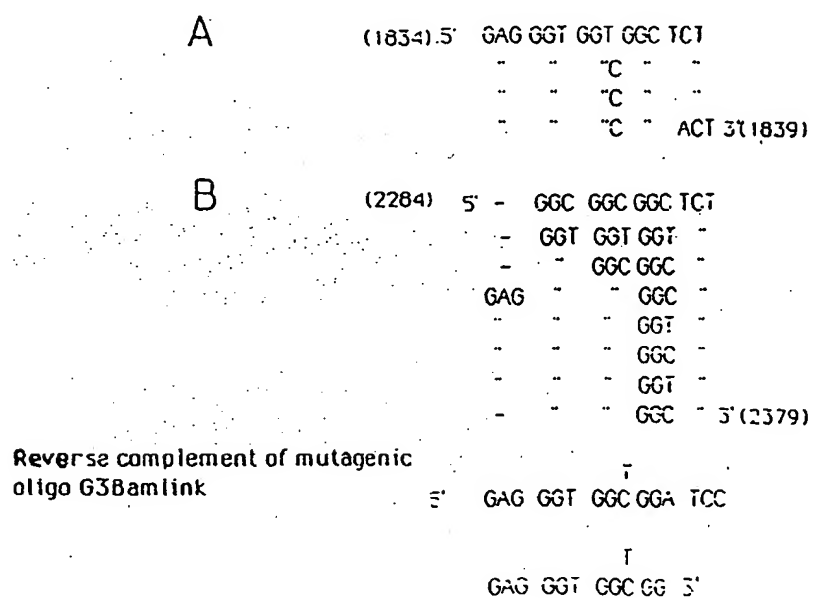 A (1834).5' GAG GGT GGT GGC TCT
" " "C " "
" " "C " "
" " "C " ACT 3'(1839)
B (2284) 5' - GGC GGC GGC TCT
- GGT GGT GGT "
- " GGC GGC "
GAG " " GGC "
" " " GGT "
" " " GGC "
" " " GGT "
- " " GGC " 3'(2379)
Reverse complement of mutagenic
oligo G3Bamlink
T
5' GAG GGT GGC GGA TCC
T
GAG GGT GGC GG 3'